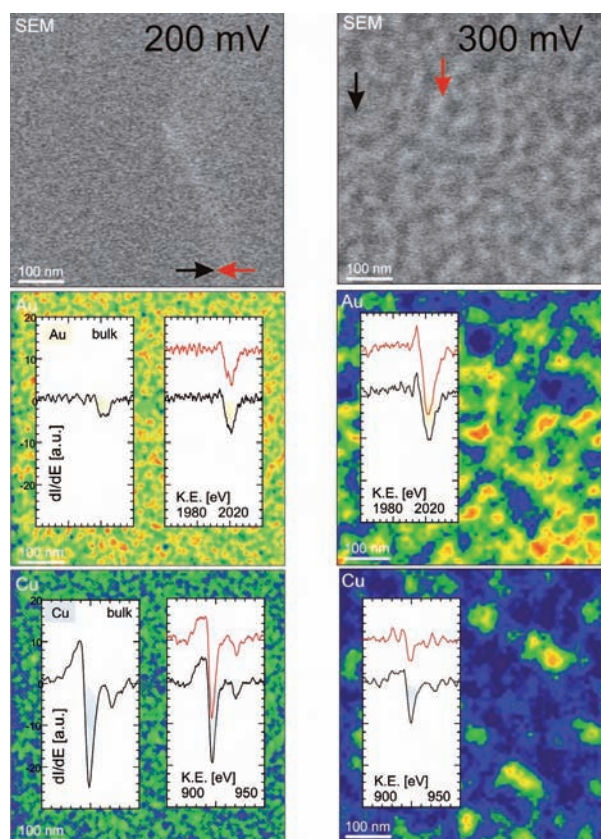 SEM
200 mV
100 nm
SEM
300 mV
100 nm
Au
20
10
0
-10
-20
dI/dE [a.u.]
Au bulk
K.E. [eV]
1980 2020
100 nm
Au
K.E. [eV]
1980 2020
100 nm
Cu
20
10
0
-10
-20
dI/dE [a.u.]
Cu bulk
K.E. [eV]
900 950
100 nm
Cu
K.E. [eV]
900 950
100 nm